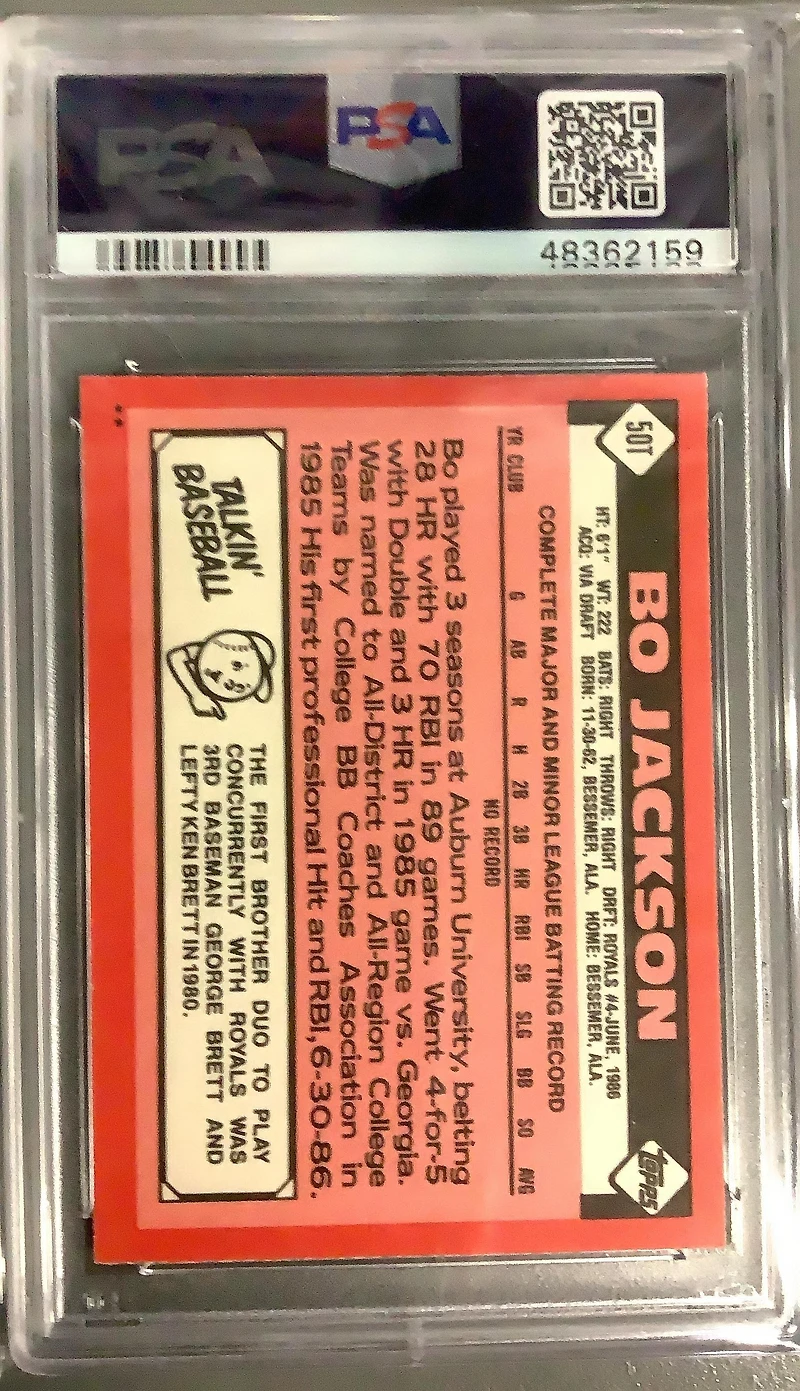 PSA
PSA
48362159
50T
BO JACKSON
Topps
HT: 6'1" WT: 222 BATS: RIGHT THROWS: RIGHT DRFT: ROYALS #4-JUNE, 1986
ACQ: VIA DRAFT BORN: 11-30-62, BESSEMER, ALA. HOME: BESSEMER, ALA.
COMPLETE MAJOR AND MINOR LEAGUE BATTING RECORD
YR CLUB G AB R H 2B 3B HR RBI SB SLG BB SO AVG
NO RECORD
Bo played 3 seasons at Auburn University, belting
28 HR with 70 RBI in 89 games. Went 4-for-5
with Double and 3 HR in 1985 game vs. Georgia.
Was named to All-District and All-Region College
Teams by College BB Coaches Association in
1985 His first professional Hit and RBI, 6-30-86.
TALKIN'
BASEBALL
THE FIRST BROTHER DUO TO PLAY
CONCURRENTLY WITH ROYALS WAS
3RD BASEMAN GEORGE BRETT AND
LEFTY KEN BRETT IN 1980.
**